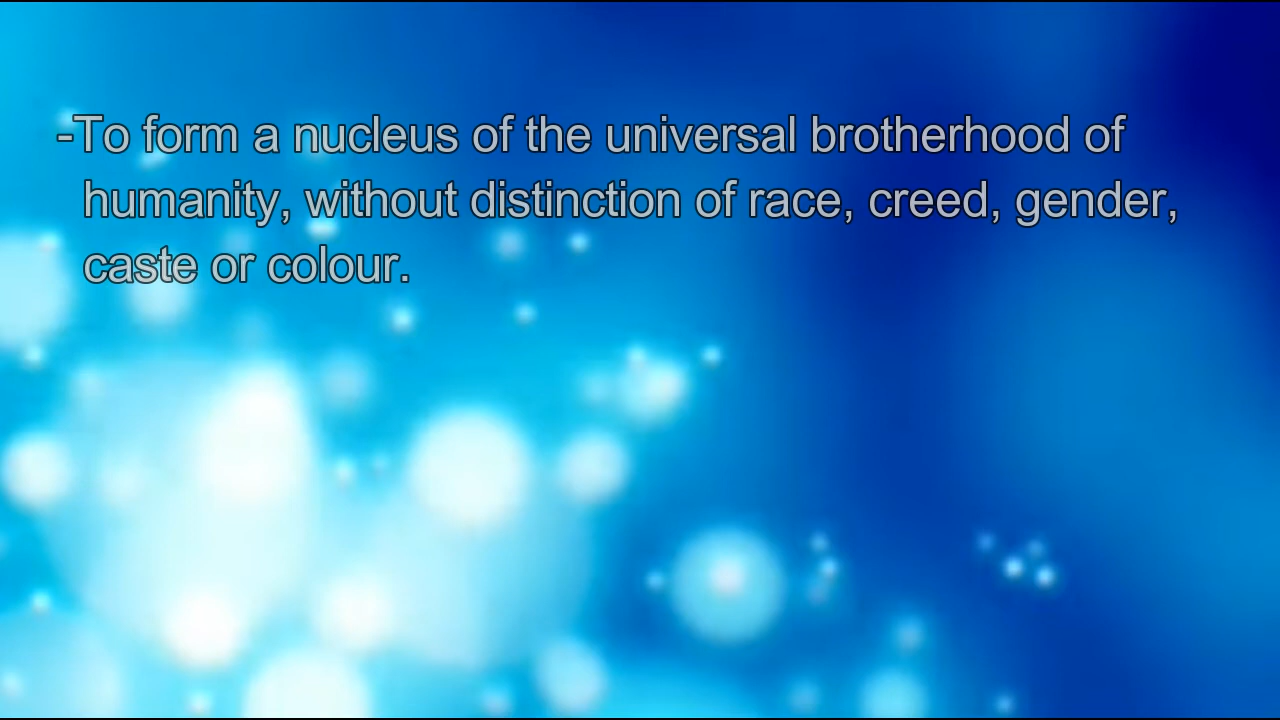 -To form a nucleus of the universal brotherhood of
humanity, without distinction of race, creed, gender,
caste or colour.